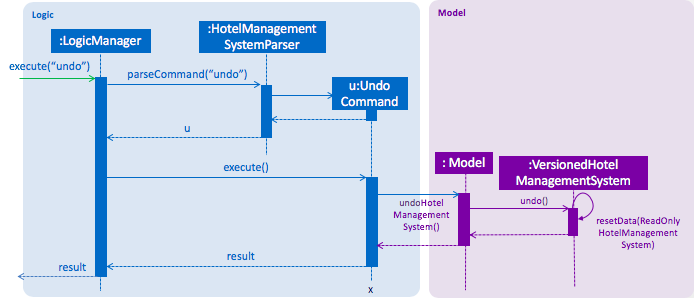 Logic
Model
:LogicManager
:HotelManagement
SystemParser
execute(“undo”)
parseCommand(“undo”)
u:Undo
Command
u
execute()
: Model
:VersionedHotel
ManagementSystem
undoHotel
Management
System()
undo()
resetData(ReadOnly
HotelManagement
System)
result
result
x